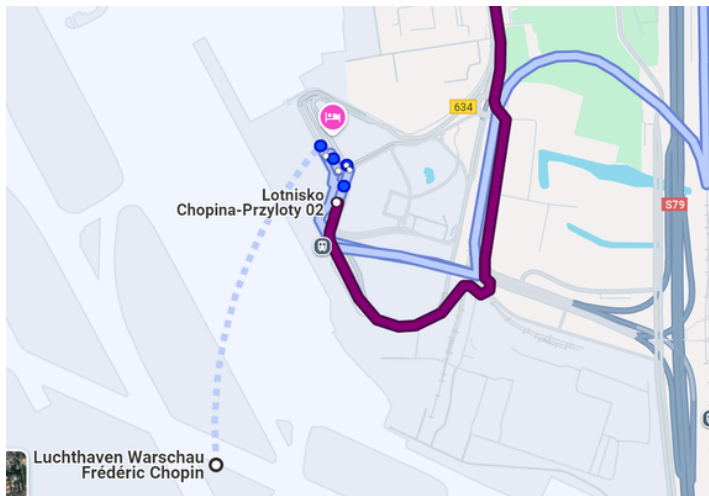 634
Lotnisko
Chopina-Przyloty 02
S79
Luchthaven Warschau
Frédéric Chopin